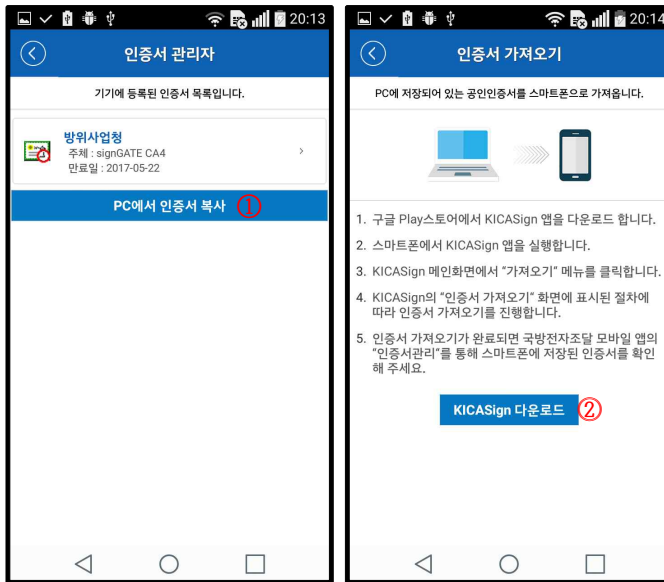 20:13
인증서 관리자
기기에 등록된 인증서 목록입니다.
방위사업청
주체 : signGATE CA4
만료일 : 2017-05-22
PC에서 인증서 복사 ①
20:14
인증서 가져오기
PC에 저장되어 있는 공인인증서를 스마트폰으로 가져옵니다.
1. 구글 Play스토어에서 KICASign 앱을 다운로드 합니다.
2. 스마트폰에서 KICASign 앱을 실행합니다.
3. KICASign 메인화면에서 "가져오기" 메뉴를 클릭합니다.
4. KICASign의 "인증서 가져오기" 화면에 표시된 절차에
따라 인증서 가져오기를 진행합니다.
5. 인증서 가져오기가 완료되면 국방전자조달 모바일 앱의
"인증서관리"를 통해 스마트폰에 저장된 인증서를 확인
해 주세요.
KICASign 다운로드 ②